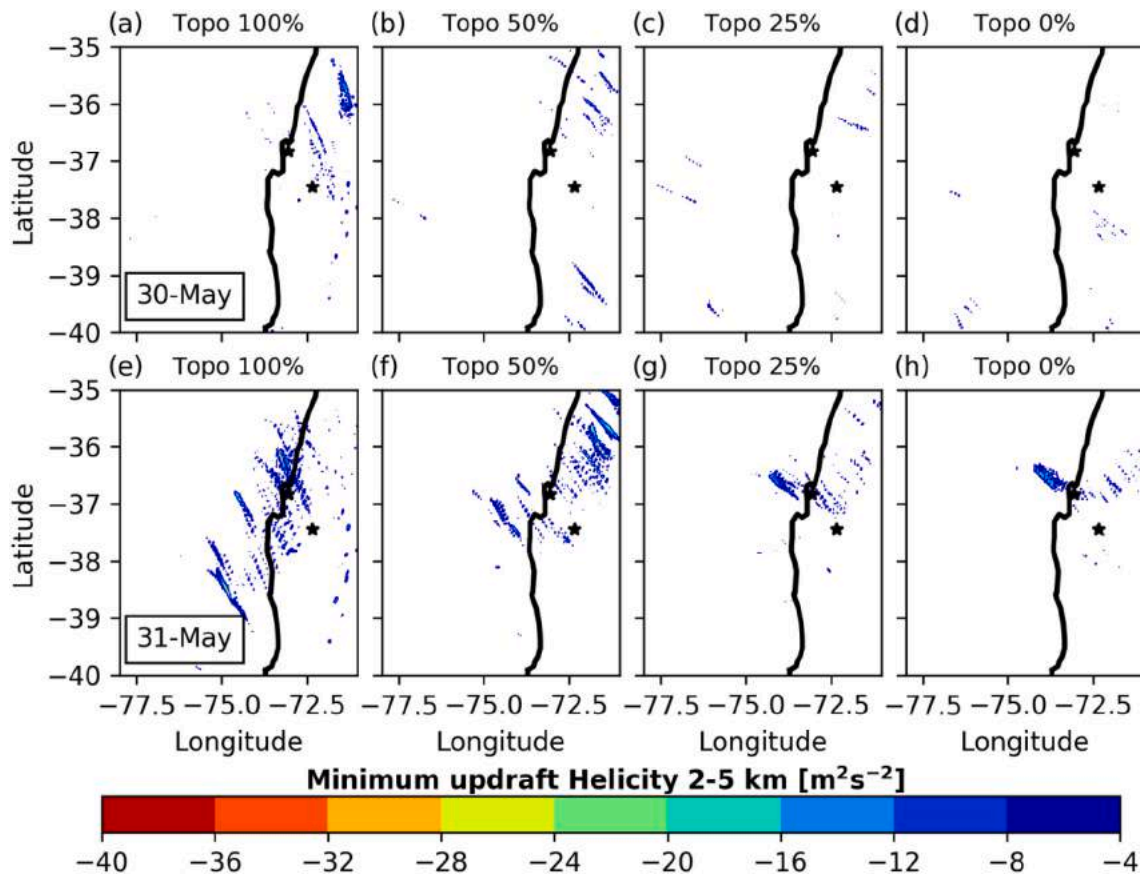 (a) Topo 100% (b) Topo 50% (c) Topo 25% (d) Topo 0%
−35
−36
−37
−38
−39
−40
Latitude
30-May
(e) Topo 100% (f) Topo 50% (g) Topo 25% (h) Topo 0%
−35
−36
−37
−38
−39
−40
Latitude
31-May
−77.5 −75.0 −72.5 −77.5 −75.0 −72.5 −77.5 −75.0 −72.5 −77.5 −75.0 −72.5
Longitude Longitude Longitude Longitude
Minimum updraft Helicity 2-5 km [m²s⁻²]
−40 −36 −32 −28 −24 −20 −16 −12 −8 −4